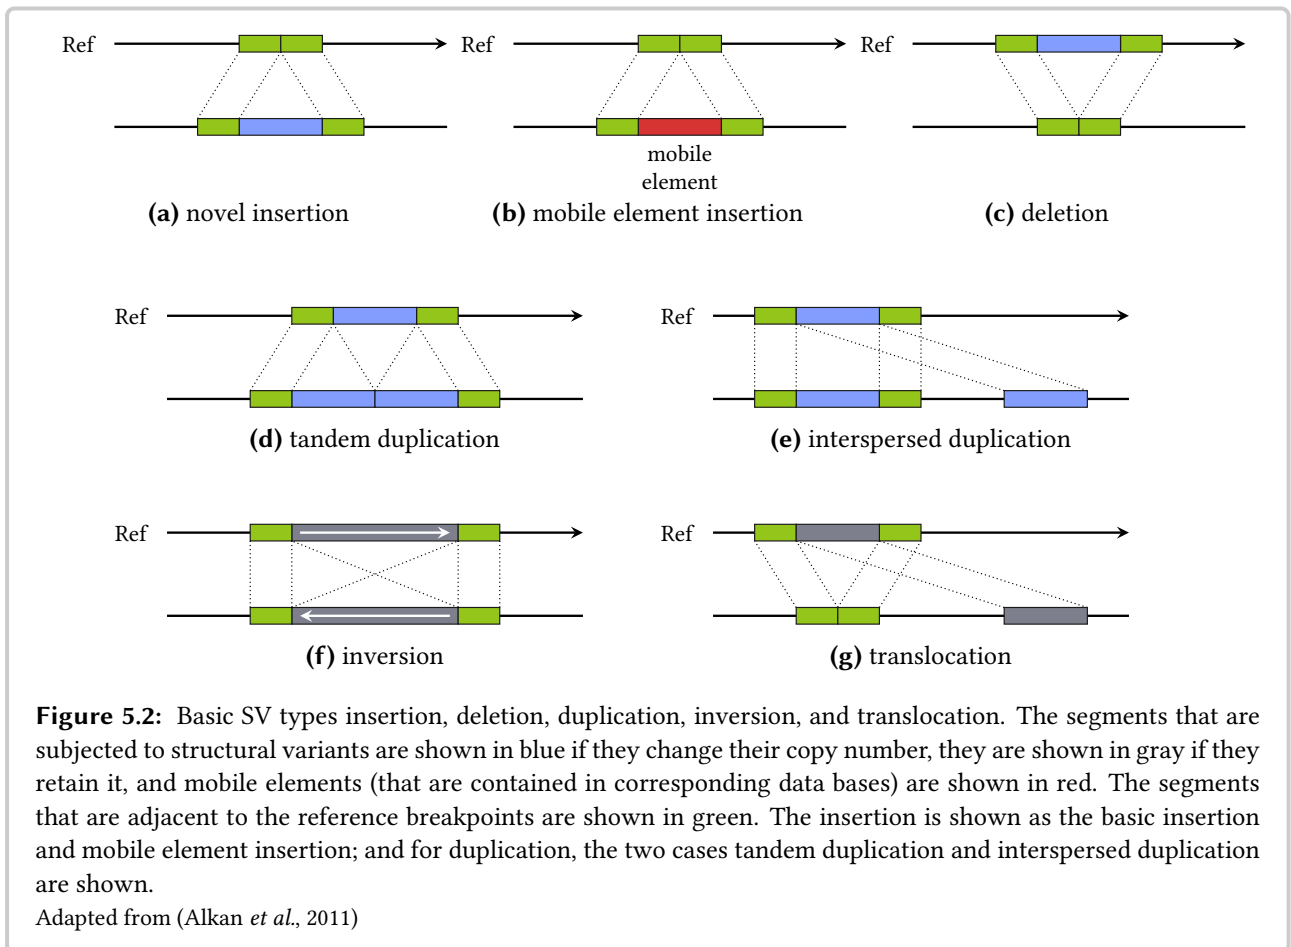 Ref
Ref
Ref
mobile
element
(a) novel insertion
(b) mobile element insertion
(c) deletion
Ref
Ref
(d) tandem duplication
(e) interspersed duplication
Ref
Ref
(f) inversion
(g) translocation
Figure 5.2: Basic SV types insertion, deletion, duplication, inversion, and translocation. The segments that are
subjected to structural variants are shown in blue if they change their copy number, they are shown in gray if they
retain it, and mobile elements (that are contained in corresponding data bases) are shown in red. The segments
that are adjacent to the reference breakpoints are shown in green. The insertion is shown as the basic insertion
and mobile element insertion; and for duplication, the two cases tandem duplication and interspersed duplication
are shown.
Adapted from (Alkan et al., 2011)